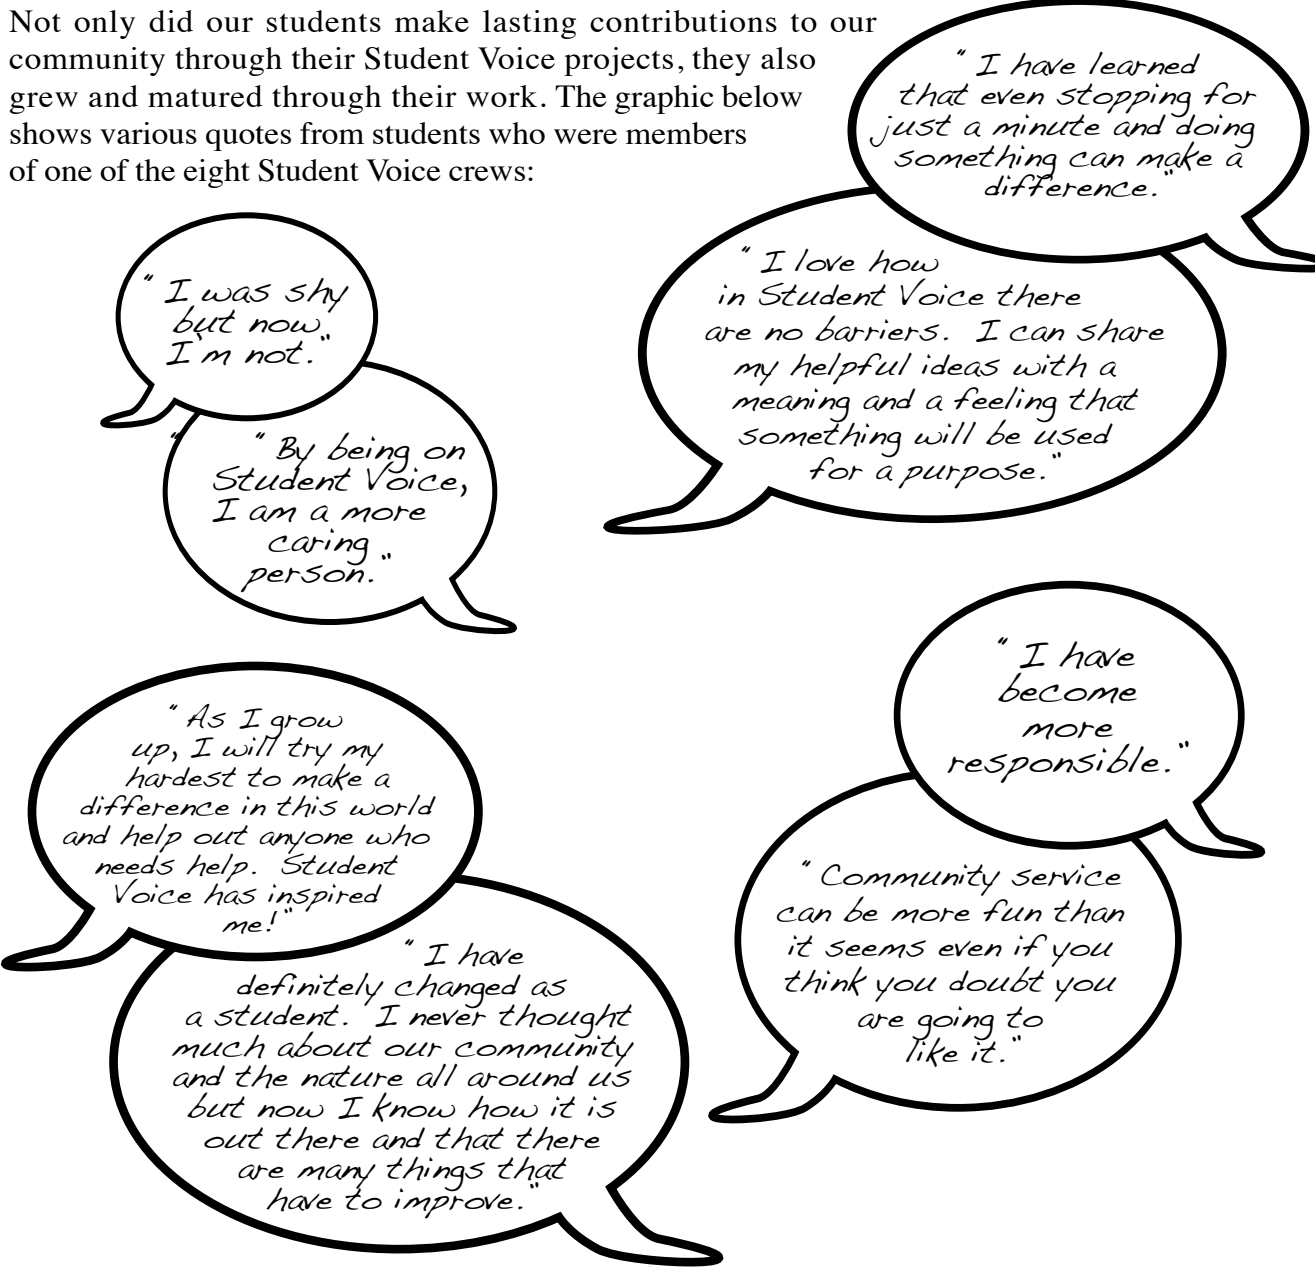 Not only did our students make lasting contributions to our
community through their Student Voice projects, they also
grew and matured through their work. The graphic below
shows various quotes from students who were members
of one of the eight Student Voice crews:
" I have learned
that even stopping for
just a minute and doing
something can make a
difference."
" I love how
in Student Voice there
are no barriers. I can share
my helpful ideas with a
meaning and a feeling that
something will be used
for a purpose."
" I was shy
but now
I'm not."
"
" By being on
Student Voice,
I am a more
caring
person."
" I have
become
more
responsible."
" Community service
can be more fun than
it seems even if you
think you doubt you
are going to
like it."
" As I grow
up, I will try my
hardest to make a
difference in this world
and help out anyone who
needs help. Student
Voice has inspired
me!"
" I have
definitely changed as
a student. I never thought
much about our community
and the nature all around us
but now I know how it is
out there and that there
are many things that
have to improve."